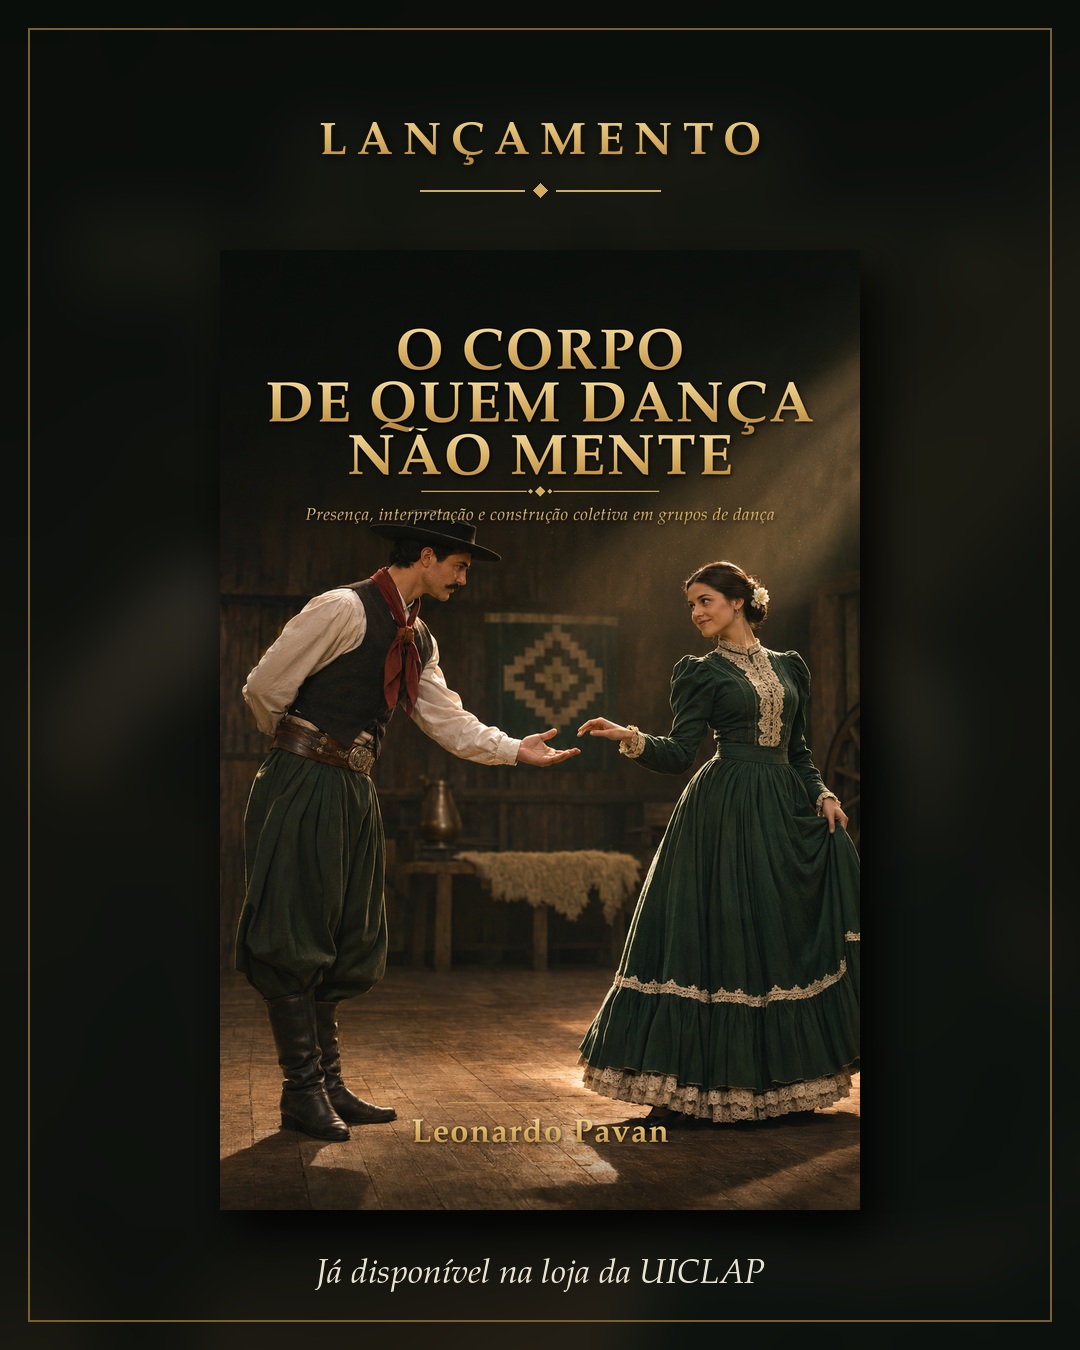 LANÇAMENTO
O CORPO
DE QUEM DANÇA
NÃO MENTE
Presença, interpretação e construção coletiva em grupos de dança
Leonardo Pavan
Já disponível na loja da UICLAP